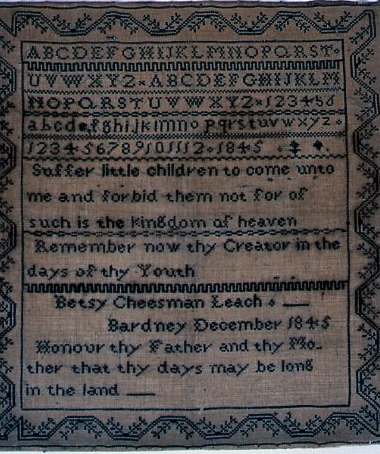 ABCDEFGHIJKLMNOPQRST
UVWXYZ ABCDEFGHIJKLM
NOPQRSTUVWXYZ 123456
abcdefghijklmnopqrstuvwxyz
123456789101112 1845
Suffer little children to come unto
me and forbid them not for of
such is the kingdom of heaven
Remember now thy Creator in the
days of thy Youth
Betsy Cheesman Leach
Bardney December 1845
Honour thy Father and thy Mo
ther that thy days may be long
in the land